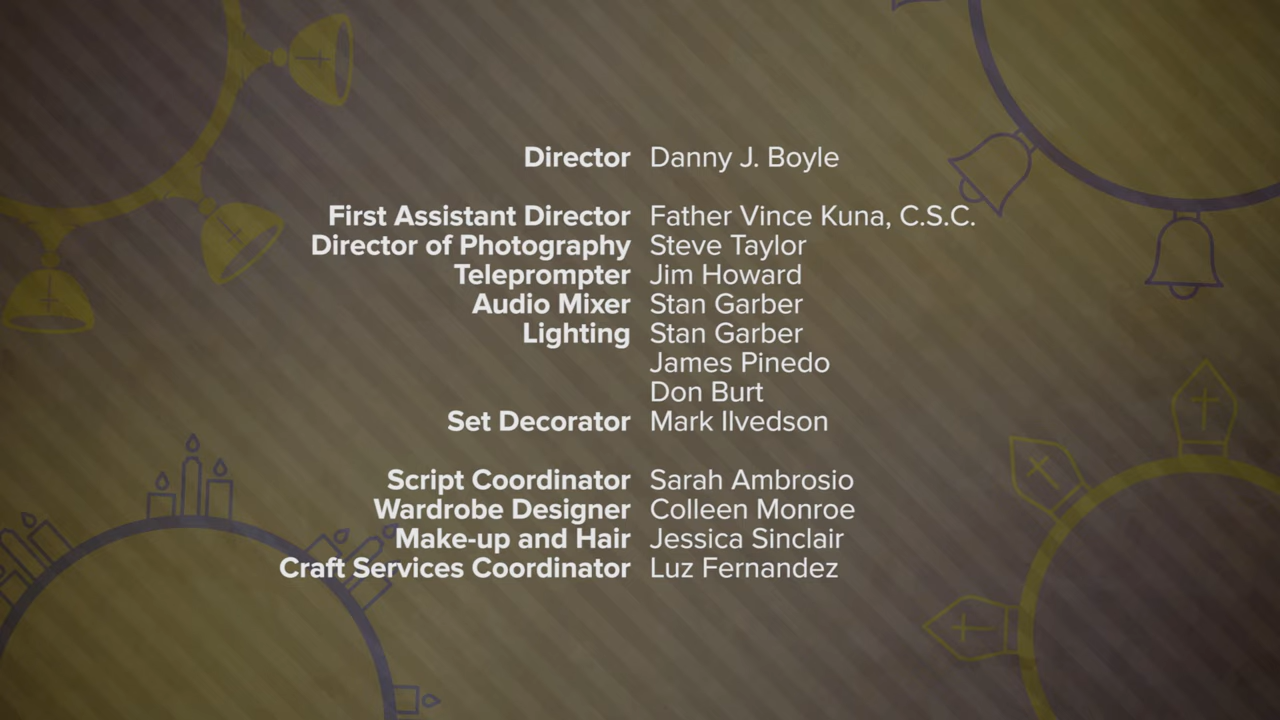 Director Danny J. Boyle
First Assistant Director Father Vince Kuna, C.S.C.
Director of Photography Steve Taylor
Teleprompter Jim Howard
Audio Mixer Stan Garber
Lighting Stan Garber
James Pinedo
Don Burt
Set Decorator Mark Ilvedson
Script Coordinator Sarah Ambrosio
Wardrobe Designer Colleen Monroe
Make-up and Hair Jessica Sinclair
Craft Services Coordinator Luz Fernandez